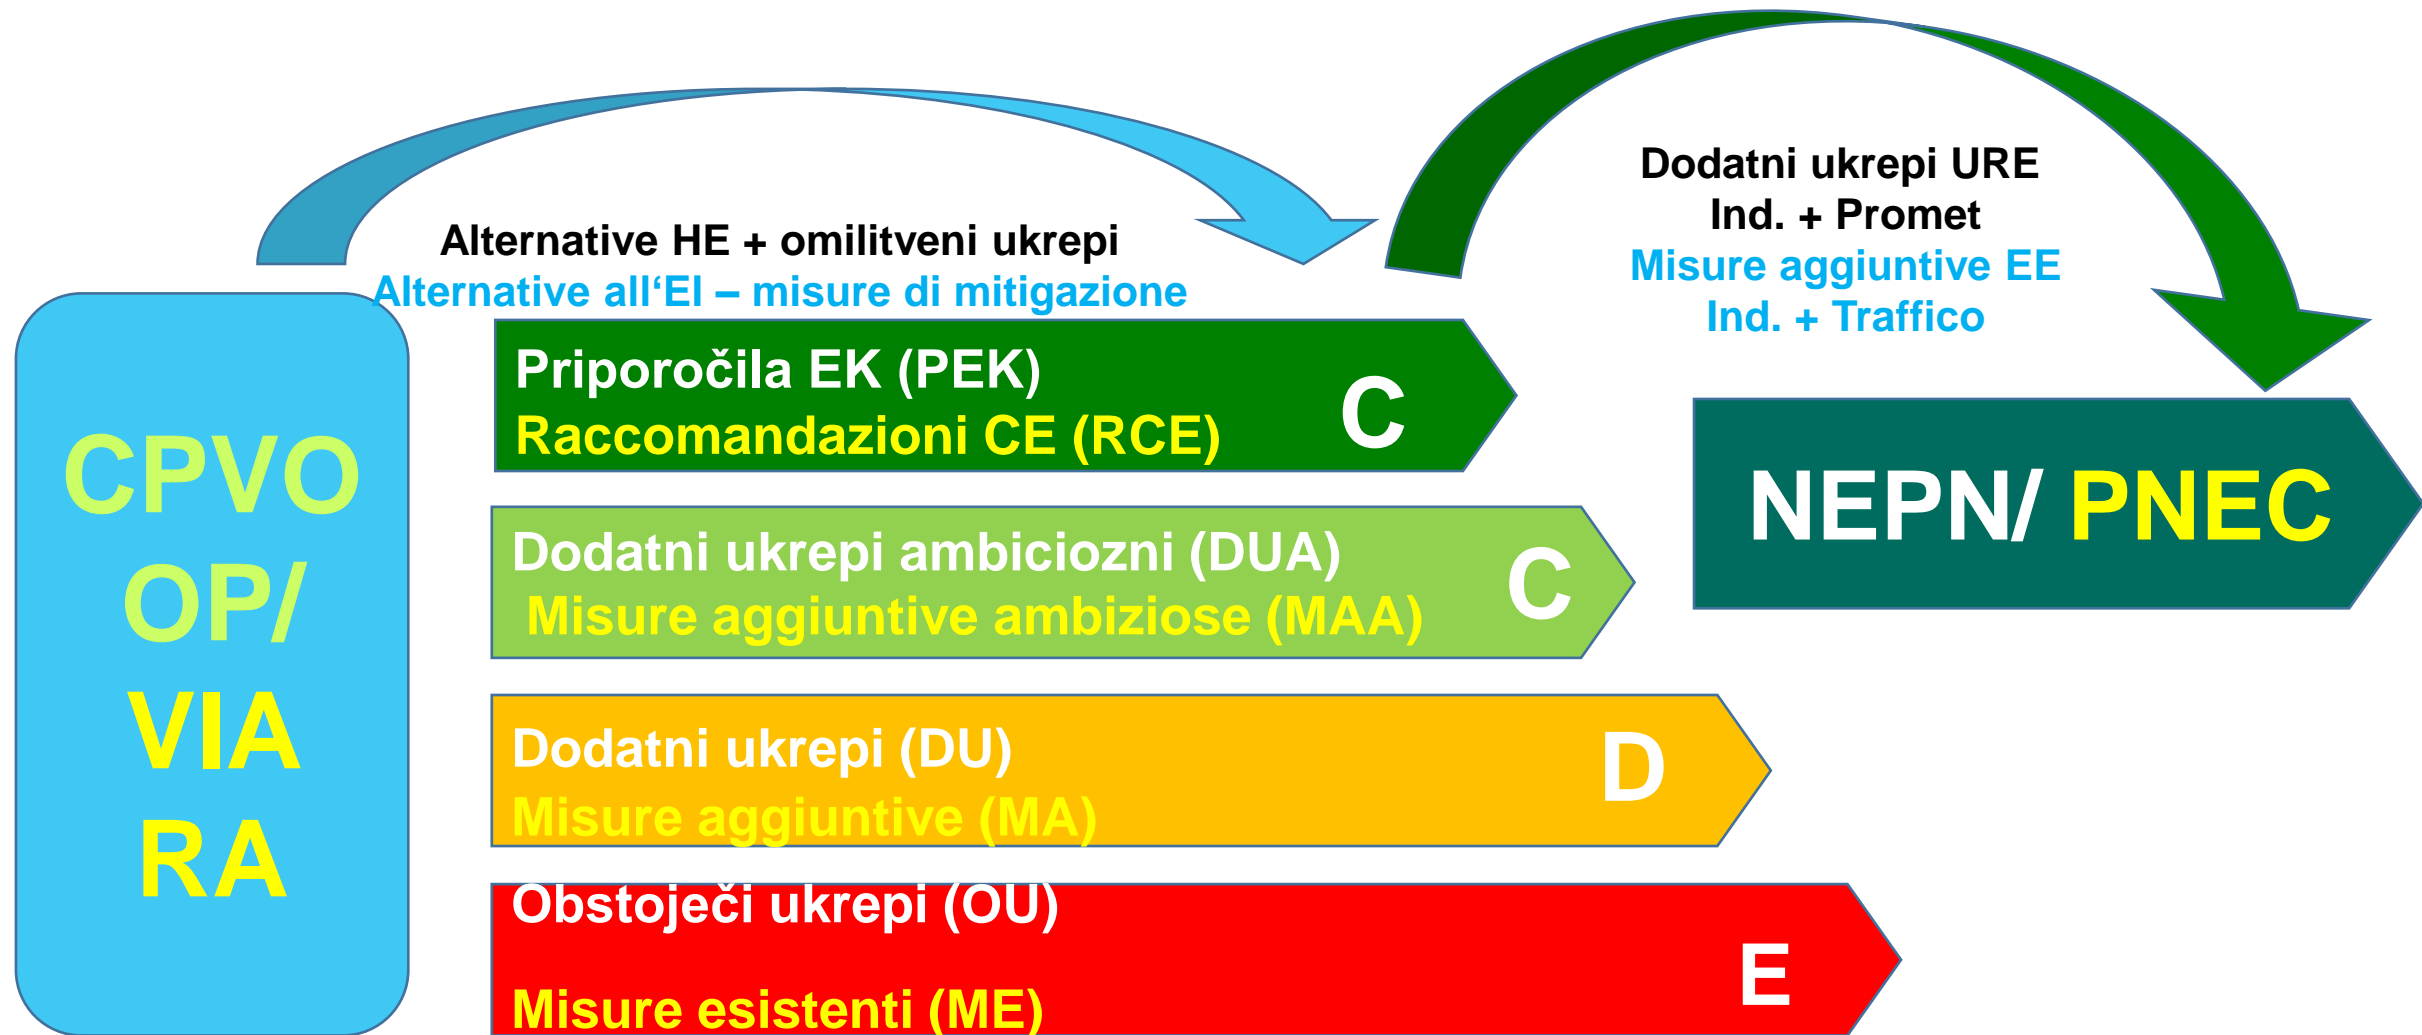 Alternative HE + omilitveni ukrepi
Alternative all‘EI – misure di mitigazione
Dodatni ukrepi URE
Ind. + Promet
Misure aggiuntive EE
Ind. + Traffico
CPVO
OP/
VIA
RA
Priporočila EK (PEK)
Raccomandazioni CE (RCE)
C
Dodatni ukrepi ambiciozni (DUA)
Misure aggiuntive ambiziose (MAA)
C
Dodatni ukrepi (DU)
Misure aggiuntive (MA)
D
Obstoječi ukrepi (OU)
Misure esistenti (ME)
E
NEPN/ PNEC